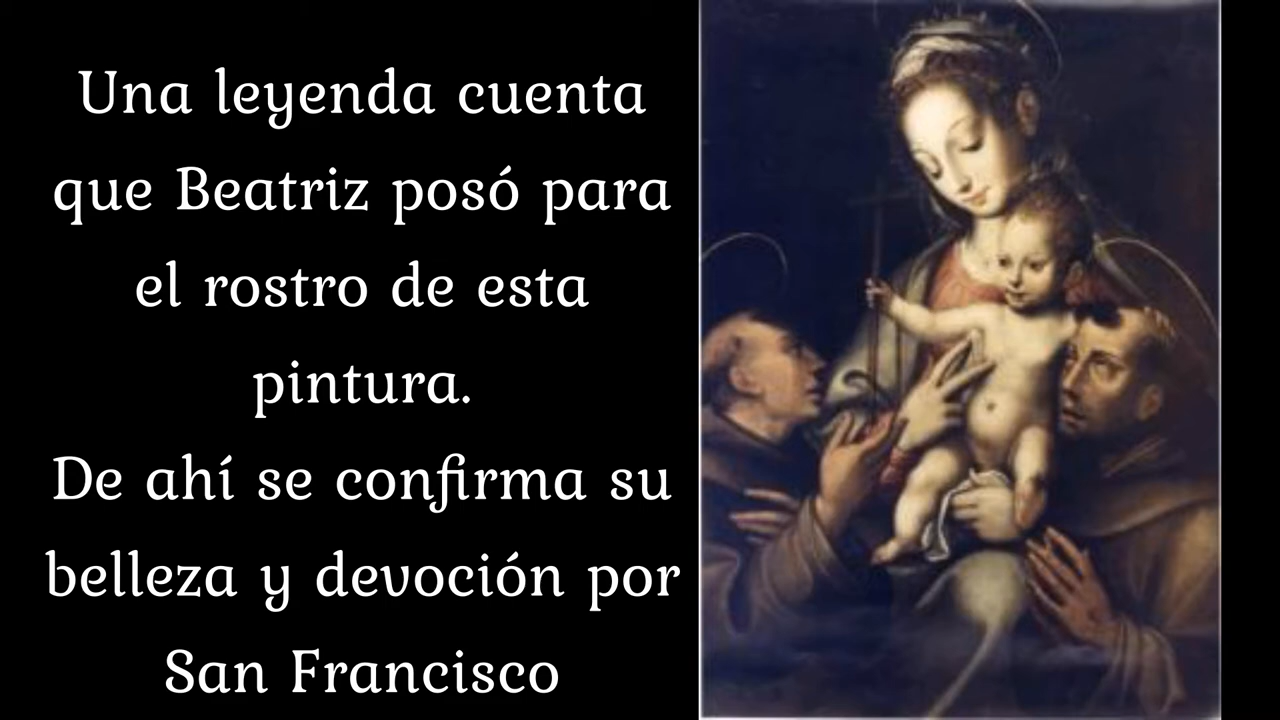 Una leyenda cuenta
que Beatriz posó para
el rostro de esta
pintura.
De ahí se confirma su
belleza y devoción por
San Francisco